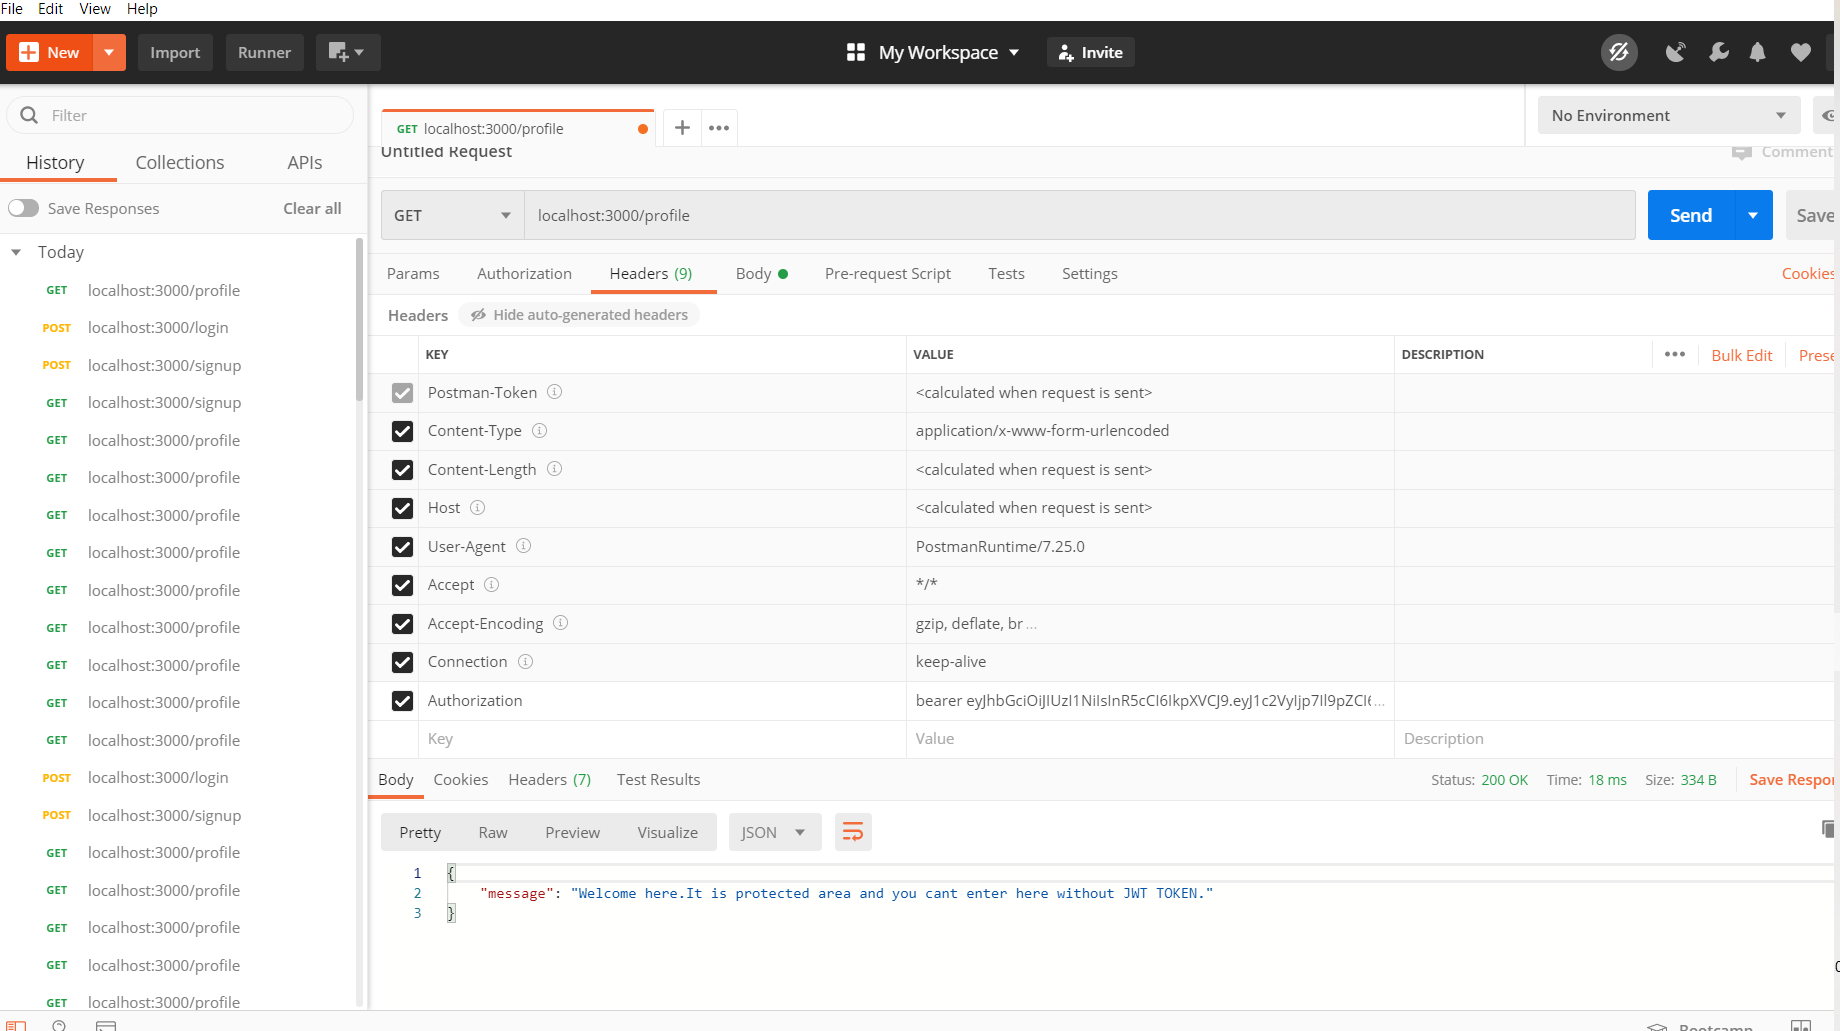 File Edit View Help
New Import Runner My Workspace Invite
Filter
History Collections APIs
Save Responses Clear all
Today
GET localhost:3000/profile
POST localhost:3000/login
POST localhost:3000/signup
GET localhost:3000/signup
GET localhost:3000/profile
GET localhost:3000/profile
GET localhost:3000/profile
GET localhost:3000/profile
GET localhost:3000/profile
GET localhost:3000/profile
GET localhost:3000/profile
GET localhost:3000/profile
GET localhost:3000/profile
POST localhost:3000/login
POST localhost:3000/signup
GET localhost:3000/profile
GET localhost:3000/profile
GET localhost:3000/profile
GET localhost:3000/profile
GET localhost:3000/profile
GET localhost:3000/profile
No Environment
Untitled Request
Comment
GET localhost:3000/profile Send Save
Params Authorization Headers (9) Body Pre-request Script Tests Settings Cookies
Headers Hide auto-generated headers
KEY VALUE DESCRIPTION ••• Bulk Edit Prese
Postman-Token <calculated when request is sent>
Content-Type application/x-www-form-urlencoded
Content-Length <calculated when request is sent>
Host <calculated when request is sent>
User-Agent PostmanRuntime/7.25.0
Accept */*
Accept-Encoding gzip, deflate, br ...
Connection keep-alive
Authorization bearer eyJhbGciOiJIUzI1NiIsInR5cCI6IkpXVCJ9.eyJ1c2VyIjp7Il9pZCI6 ...
Key Value Description
Body Cookies Headers (7) Test Results Status: 200 OK Time: 18 ms Size: 334 B Save Respon
Pretty Raw Preview Visualize JSON
1 {
2 "message": "Welcome here.It is protected area and you cant enter here without JWT TOKEN."
3 }
Bootcamp